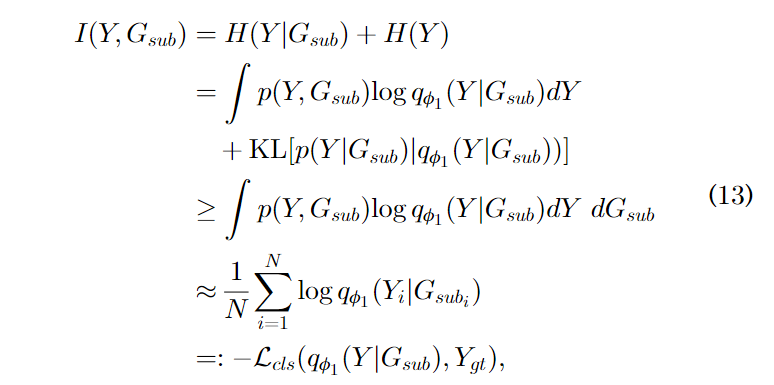 I(Y, G_{sub}) = H(Y|G_{sub}) + H(Y)
= ∫ p(Y, G_{sub}) log q_{ϕ_1}(Y|G_{sub}) dY
+ KL[p(Y|G_{sub})|q_{ϕ_1}(Y|G_{sub}))]
≥ ∫ p(Y, G_{sub}) log q_{ϕ_1}(Y|G_{sub}) dY dG_{sub} (13)
≈ \frac{1}{N} \sum_{i=1}^{N} log q_{ϕ_1}(Y_i|G_{sub_i})
=: −ℒ_{cls}(q_{ϕ_1}(Y|G_{sub}), Y_{gt}),